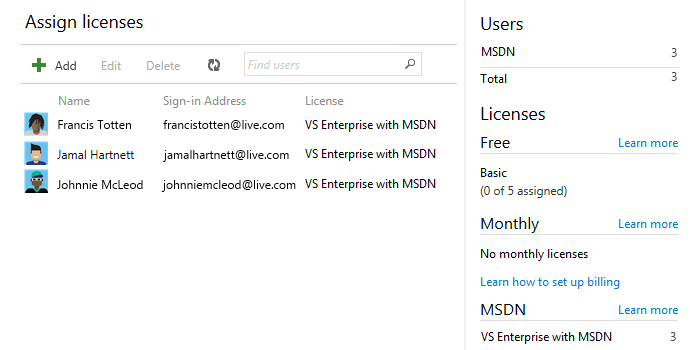 Assign licenses
Add Edit Delete Find users
Name Sign-in Address License
Francis Totten francistotten@live.com VS Enterprise with MSDN
Jamal Hartnett jamalhartnett@live.com VS Enterprise with MSDN
Johnnie McLeod johnniemcleod@live.com VS Enterprise with MSDN
Users
MSDN 3
Total 3
Licenses
Free Learn more
Basic
(0 of 5 assigned)
Monthly Learn more
No monthly licenses
Learn how to set up billing
MSDN Learn more
VS Enterprise with MSDN 3